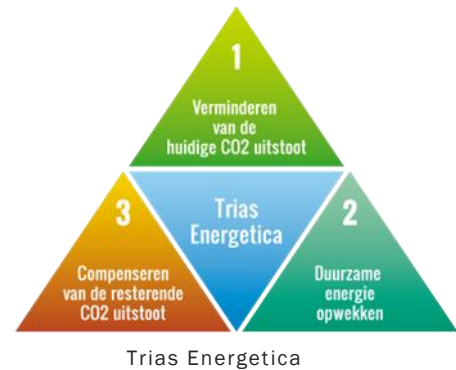 1
Verminderen
van de
huidige CO2 uitstoot
Trias
Energetica
3
Compenseren
van de resterende
CO2 uitstoot
2
Duurzame
energie
opwekken
Trias Energetica